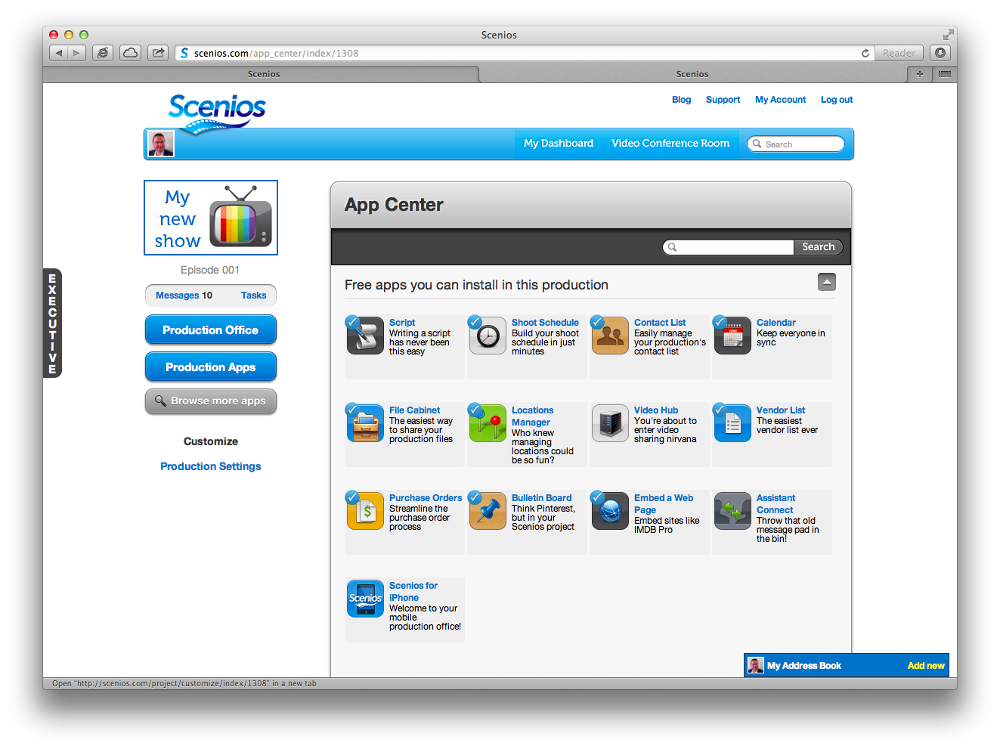 Scenios
scenios.com/app_center/index/1308
Reader
Scenios
Scenios
Scenios
Blog
Support
My Account
Log out
My Dashboard
Video Conference Room
Search
My
new
show
Episode 001
Messages 10
Tasks
Production Office
Production Apps
Browse more apps
Customize
Production Settings
EXECUTIVE
App Center
Search
Free apps you can install in this production
Script
Writing a script
has never been
this easy
Shoot Schedule
Build your shoot
schedule in just
minutes
Contact List
Easily manage
your production's
contact list
Calendar
Keep everyone in
sync
File Cabinet
The easiest way
to share your
production files
Locations
Manager
Who knew
managing
locations could
be so fun?
Video Hub
You're about to
enter video
sharing nirvana
Vendor List
The easiest
vendor list ever
Purchase Orders
Streamline the
purchase order
process
Bulletin Board
Think Pinterest,
but in your
Scenios project
Embed a Web
Page
Embed sites like
IMDB Pro
Assistant
Connect
Throw that old
message pad in
the bin!
Scenios
Scenios for
iPhone
Welcome to your
mobile
production office!
My Address Book
Add new
Open "http://scenios.com/project/customize/index/1308" in a new tab